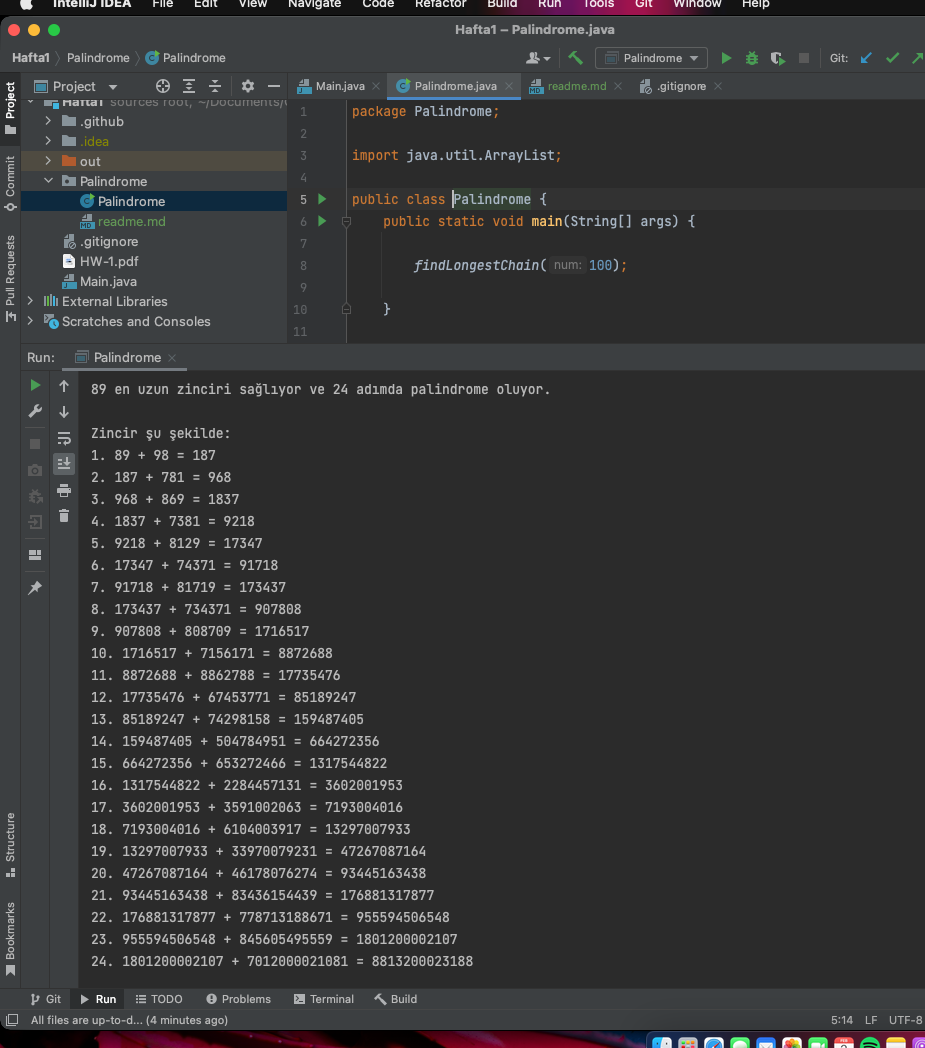 IntelliJ IDEA File Edit View Navigate Code Refactor Build Run Tools Git Window Help
Hafta1 – Palindrome.java
Hafta1 Palindrome Palindrome
Palindrome
Git:
Project
Main.java
Palindrome.java
readme.md
.gitignore
Project
Commit
Pull Requests
Hafta1 sources root, ~/Documents/
.github
.idea
out
Palindrome
Palindrome
readme.md
.gitignore
HW-1.pdf
Main.java
External Libraries
Scratches and Consoles
1 package Palindrome;
2
3 import java.util.ArrayList;
4
5 public class Palindrome {
6 public static void main(String[] args) {
7
8 findLongestChain( num: 100);
9
10 }
11
Run: Palindrome
89 en uzun zinciri sağlıyor ve 24 adımda palindrome oluyor.
Zincir şu şekilde:
1. 89 + 98 = 187
2. 187 + 781 = 968
3. 968 + 869 = 1837
4. 1837 + 7381 = 9218
5. 9218 + 8129 = 17347
6. 17347 + 74371 = 91718
7. 91718 + 81719 = 173437
8. 173437 + 734371 = 907808
9. 907808 + 808709 = 1716517
10. 1716517 + 7156171 = 8872688
11. 8872688 + 8862788 = 17735476
12. 17735476 + 67453771 = 85189247
13. 85189247 + 74298158 = 159487405
14. 159487405 + 504784951 = 664272356
15. 664272356 + 653272466 = 1317544822
16. 1317544822 + 2284457131 = 3602001953
17. 3602001953 + 3591002063 = 7193004016
18. 7193004016 + 6104003917 = 13297007933
19. 13297007933 + 33970079231 = 47267087164
20. 47267087164 + 46178076274 = 93445163438
21. 93445163438 + 83436154439 = 176881317877
22. 176881317877 + 778713188671 = 955594506548
23. 955594506548 + 845605495559 = 1801200002107
24. 1801200002107 + 7012000021081 = 8813200023188
Structure
Bookmarks
Git Run TODO Problems Terminal Build
All files are up-to-d... (4 minutes ago)
5:14 LF UTF-8